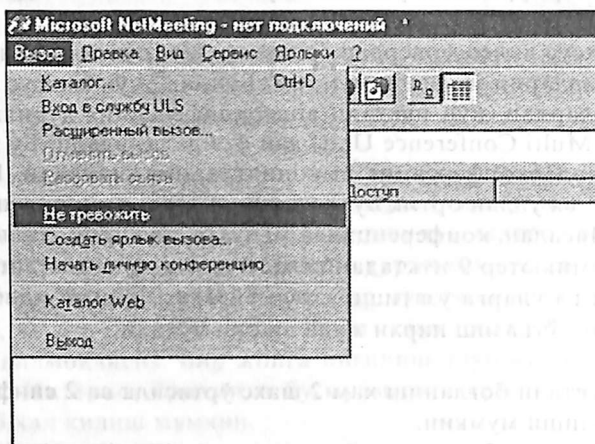 Microsoft NetMeeting - нет подключений
Вызов Правка Вид Сервис Ярлыки ?
Каталог... Ctrl+D
Вход в службу ULS
Расширенный вызов...
Отменить вызов
Разорвать связь
Доступ
Не тревожить
Создать ярлык вызова...
Начать личную конференцию
Каталог Web
Выход